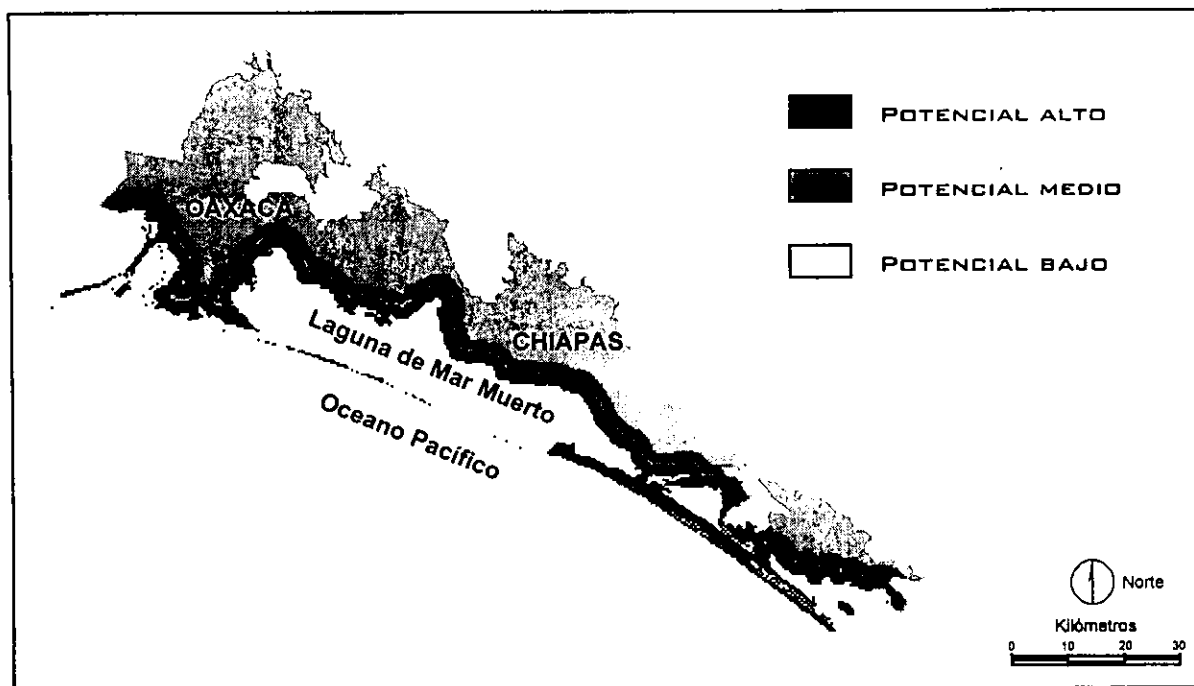 POTENCIAL ALTO
POTENCIAL MEDIO
POTENCIAL BAJO
OAXACA
CHIAPAS
Laguna de Mar Muerto
Oceano Pacífico
Norte
Kilómetros
0 10 20 30